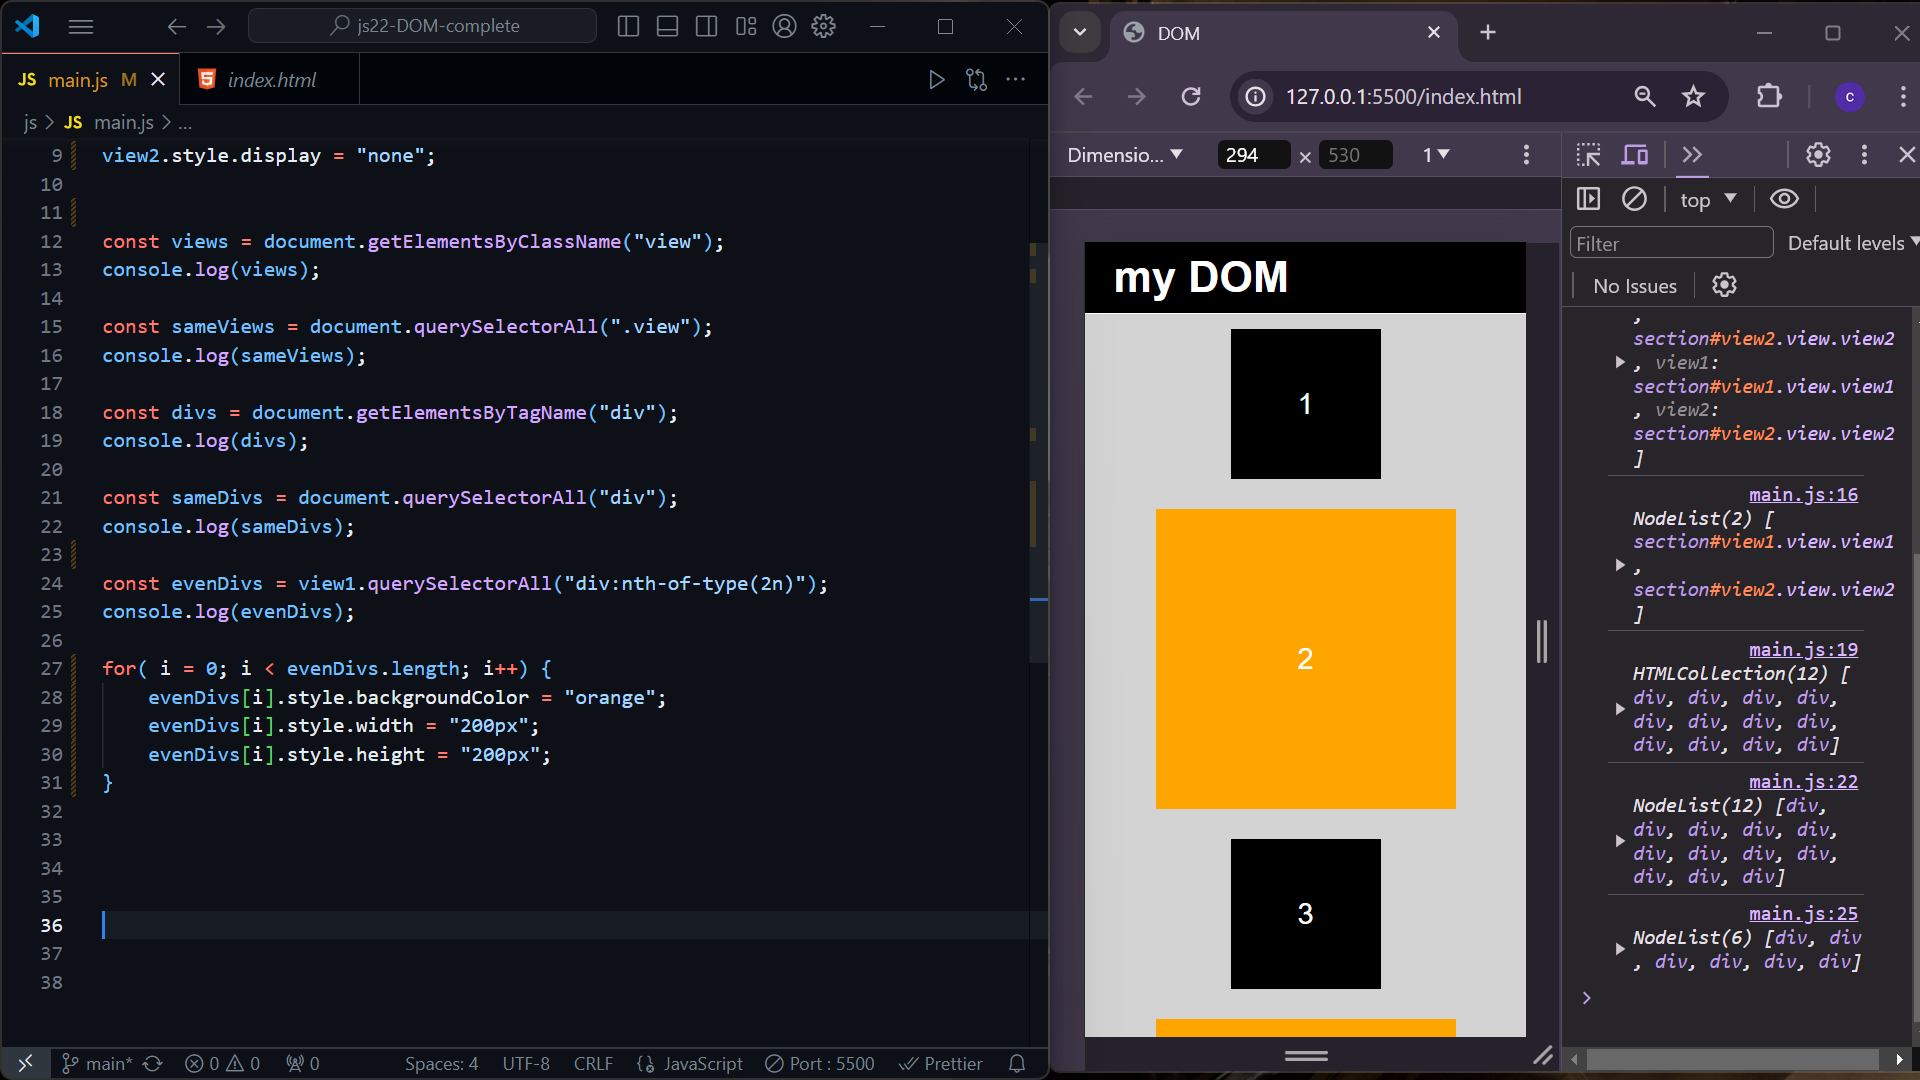 js22-DOM-complete
JS main.js M
index.html
js > JS main.js > ...
9 view2.style.display = "none";
10
11
12 const views = document.getElementsByClassName("view");
13 console.log(views);
14
15 const sameViews = document.querySelectorAll(".view");
16 console.log(sameViews);
17
18 const divs = document.getElementsByTagName("div");
19 console.log(divs);
20
21 const sameDivs = document.querySelectorAll("div");
22 console.log(sameDivs);
23
24 const evenDivs = view1.querySelectorAll("div:nth-of-type(2n)");
25 console.log(evenDivs);
26
27 for( i = 0; i < evenDivs.length; i++) {
28 evenDivs[i].style.backgroundColor = "orange";
29 evenDivs[i].style.width = "200px";
30 evenDivs[i].style.height = "200px";
31 }
32
33
34
35
36
37
38
main* 0 0 0 Spaces: 4 UTF-8 CRLF JavaScript Port : 5500 Prettier
DOM
127.0.0.1:5500/index.html
c
Dimensio... 294 × 530 1
my DOM
1
2
3
top
Filter
Default levels
No Issues
,
section#view2.view.view2
, view1:
section#view1.view.view1
, view2:
section#view2.view.view2
]
main.js:16
NodeList(2) [
section#view1.view.view1
,
section#view2.view.view2
]
main.js:19
HTMLCollection(12) [
div, div, div, div,
div, div, div, div,
div, div, div, div]
main.js:22
NodeList(12) [div,
div, div, div, div,
div, div, div, div,
div, div, div]
main.js:25
NodeList(6) [div, div
, div, div, div, div]